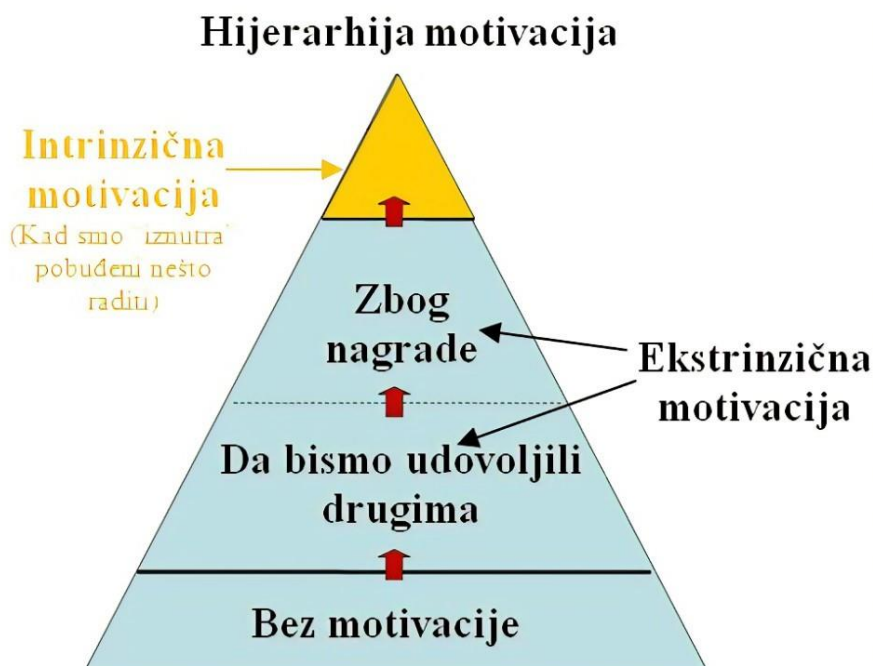 Hijerarhija motivacija
Intrinzična
motivacija
(Kad smo "iznutra"
pobuđeni nešto
raditi)
Zbog
nagrade
Ekstrinzična
motivacija
Da bismo udovoljili
drugima
Bez motivacije